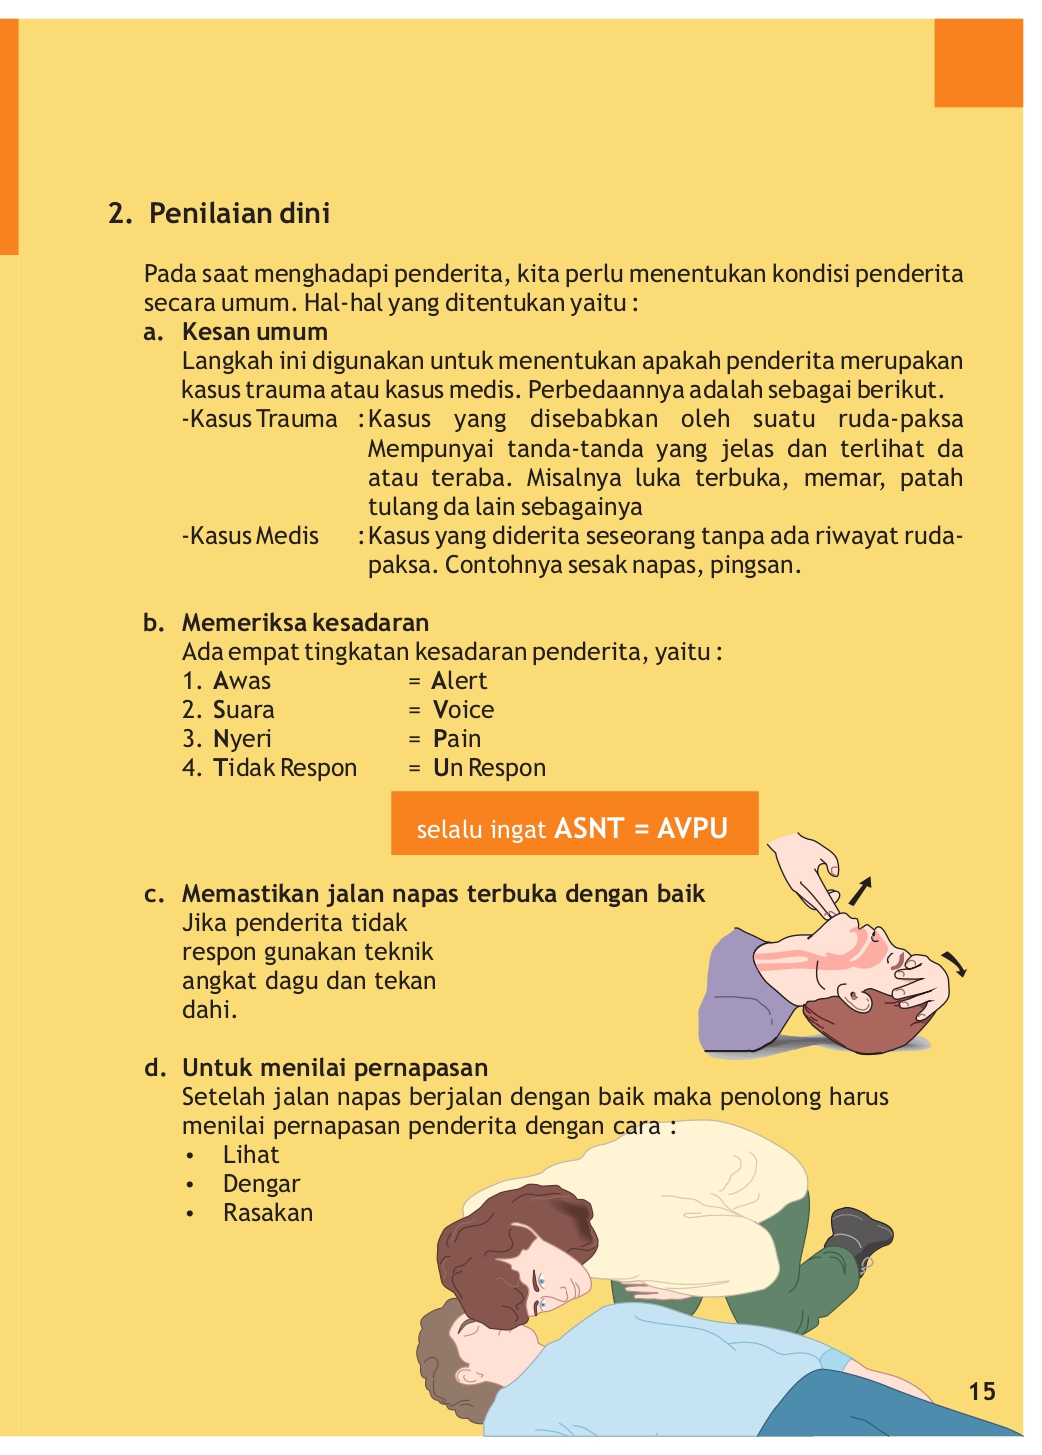 2. Penilaian dini
Pada saat menghadapi penderita, kita perlu menentukan kondisi penderita
secara umum. Hal-hal yang ditentukan yaitu :
a. Kesan umum
Langkah ini digunakan untuk menentukan apakah penderita merupakan
kasus trauma atau kasus medis. Perbedaannya adalah sebagai berikut.
-Kasus Trauma : Kasus yang disebabkan oleh suatu ruda-paksa
Mempunyai tanda-tanda yang jelas dan terlihat da
atau teraba. Misalnya luka terbuka, memar, patah
tulang da lain sebagainya
-Kasus Medis : Kasus yang diderita seseorang tanpa ada riwayat ruda-
paksa. Contohnya sesak napas, pingsan.
b. Memeriksa kesadaran
Ada empat tingkatan kesadaran penderita, yaitu :
1. Awas = Alert
2. Suara = Voice
3. Nyeri = Pain
4. Tidak Respon = Un Respon
selalu ingat ASNT = AVPU
c. Memastikan jalan napas terbuka dengan baik
Jika penderita tidak
respon gunakan teknik
angkat dagu dan tekan
dahi.
d. Untuk menilai pernapasan
Setelah jalan napas berjalan dengan baik maka penolong harus
menilai pernapasan penderita dengan cara :
• Lihat
• Dengar
• Rasakan
15